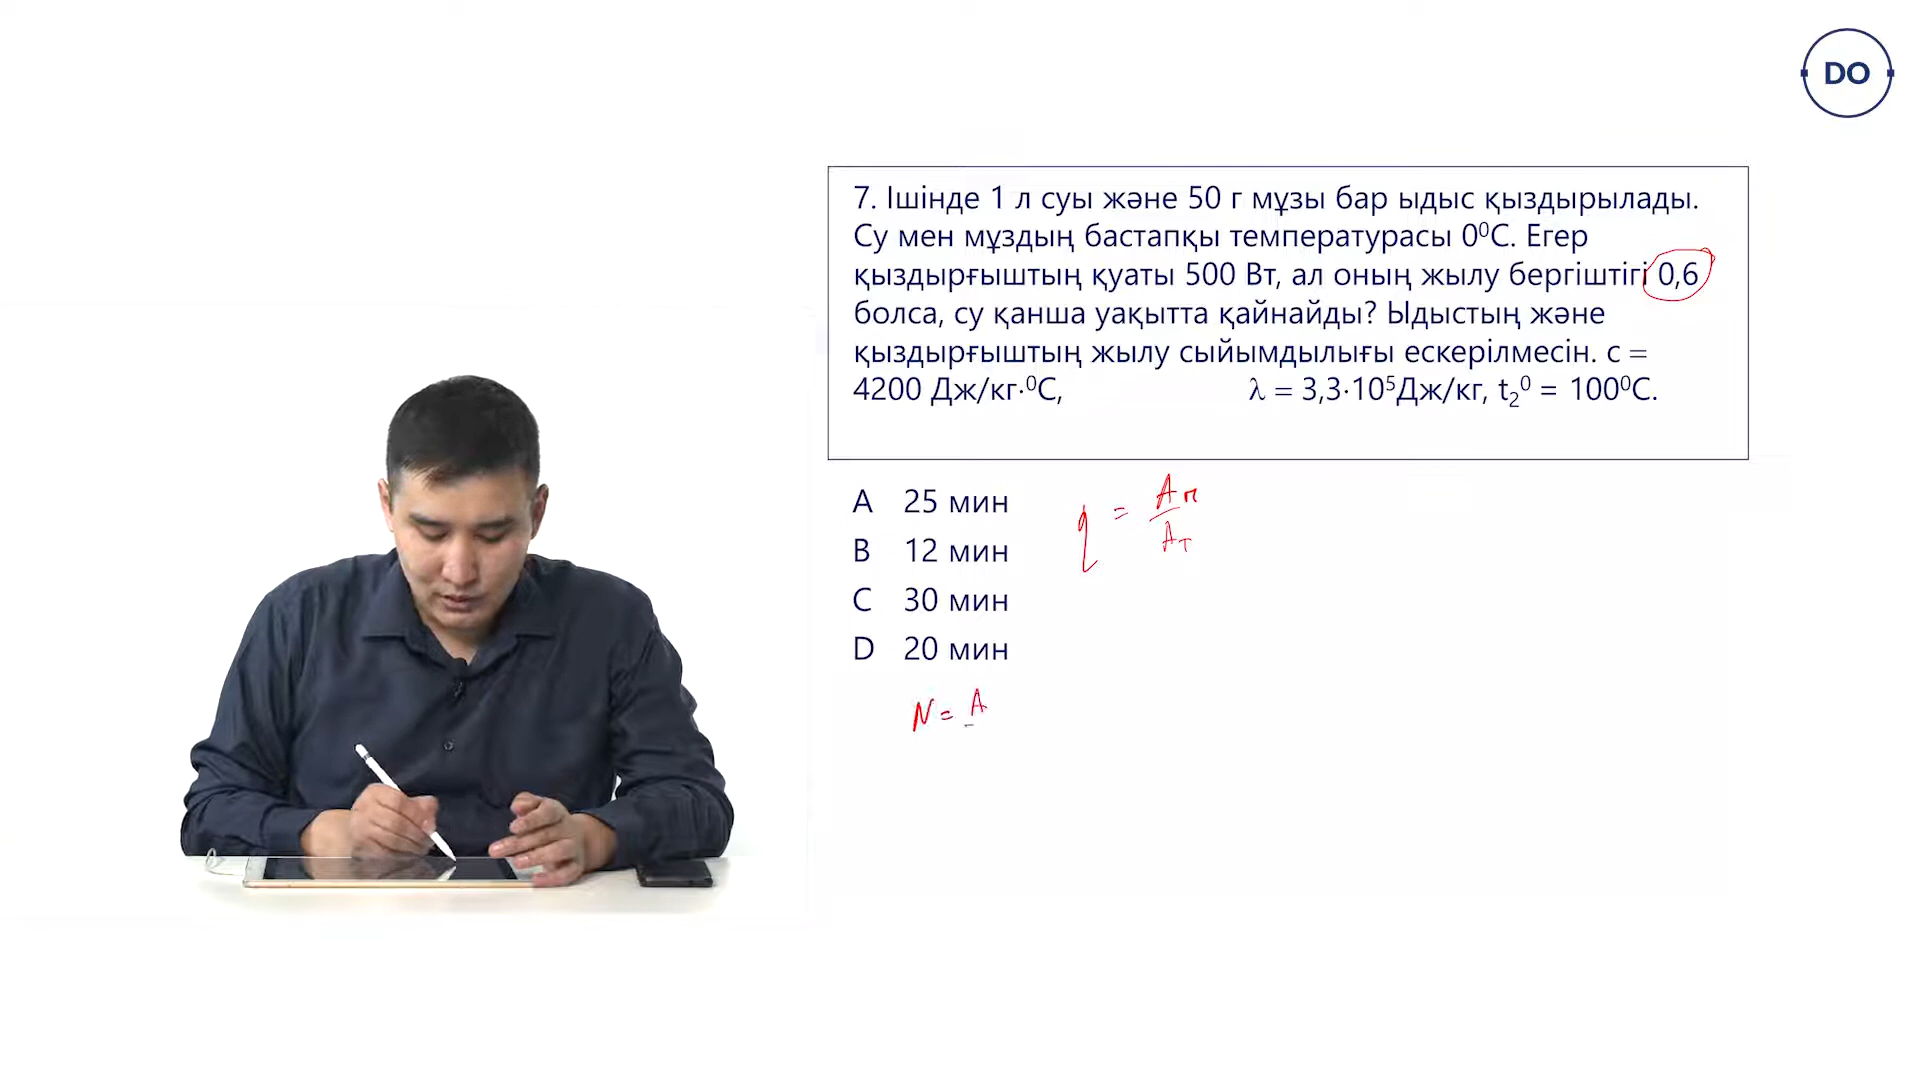 DO
7. Ішінде 1 л суы және 50 г мұзы бар ыдыс қыздырылады.
Су мен мұздың бастапқы температурасы 0⁰С. Егер
қыздырғыштың қуаты 500 Вт, ал оның жылу бергіштігі 0,6
болса, су қанша уақытта қайнайды? Ыдыстың және
қыздырғыштың жылу сыйымдылығы ескерілмесін. с =
4200 Дж/кг·⁰С, λ = 3,3·10⁵Дж/кг, t₂⁰ = 100⁰С.
A 25 мин
B 12 мин
C 30 мин
D 20 мин
η = Aп / Aт
N = A